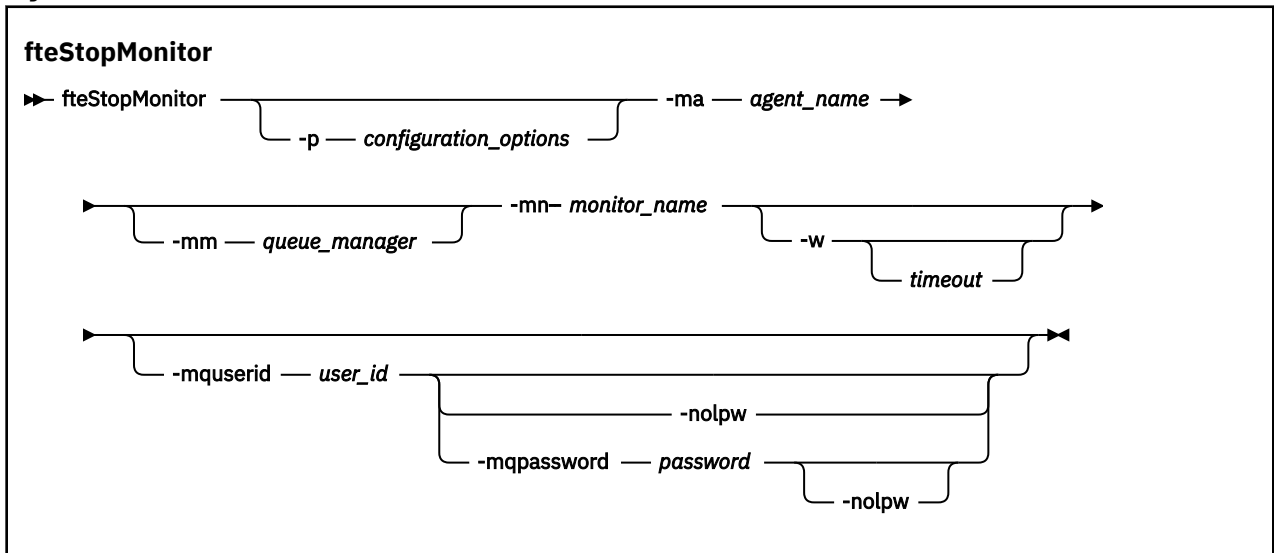 fteStopMonitor
fteStopMonitor -ma agent_name
-p configuration_options
-mn monitor_name
-mm queue_manager
-w
timeout
-mquserid user_id
-nolpw
-mqpassword password
-nolpw